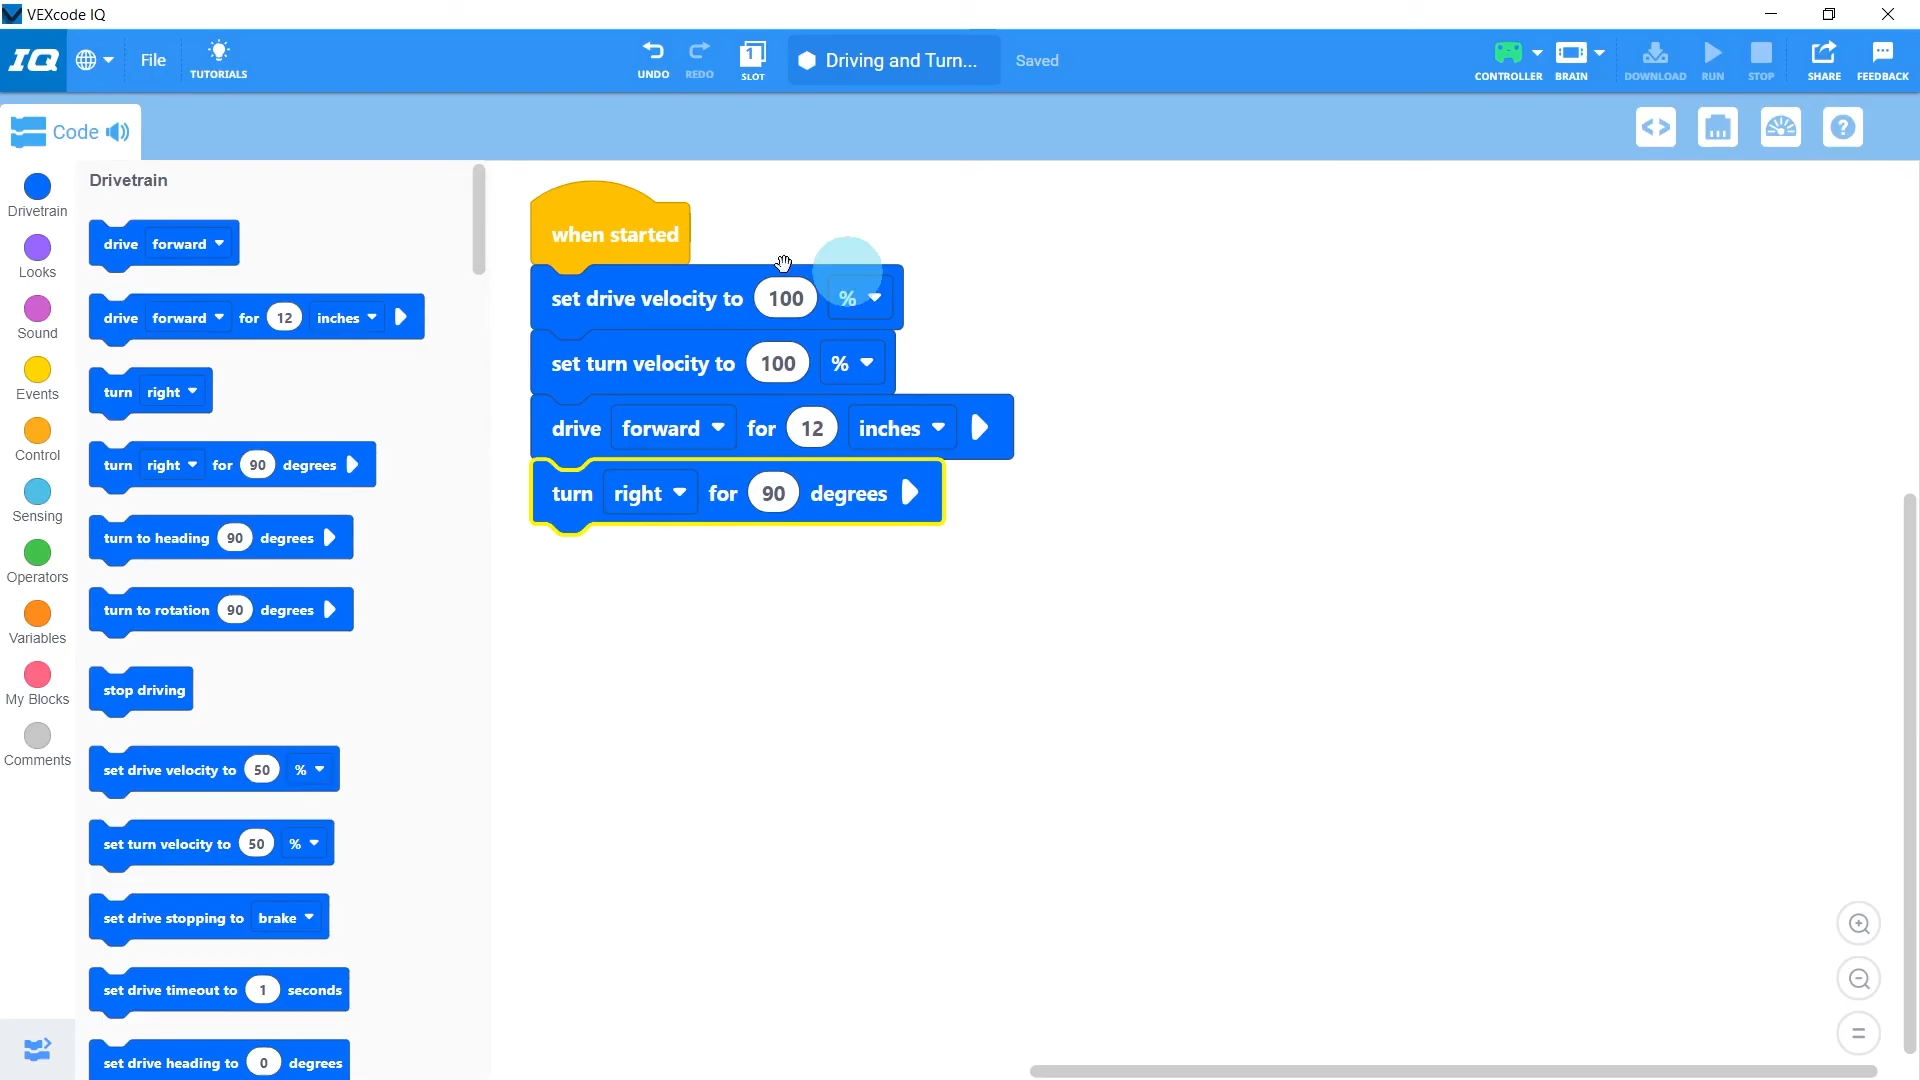 VEXcode IQ
IQ File TUTORIALS UNDO REDO 1 SLOT Driving and Turn... Saved CONTROLLER BRAIN DOWNLOAD RUN STOP SHARE FEEDBACK
Code
Drivetrain
Looks
Sound
Events
Control
Sensing
Operators
Variables
My Blocks
Comments
Drivetrain
drive forward
drive forward for 12 inches
turn right
turn right for 90 degrees
turn to heading 90 degrees
turn to rotation 90 degrees
stop driving
set drive velocity to 50 %
set turn velocity to 50 %
set drive stopping to brake
set drive timeout to 1 seconds
set drive heading to 0 degrees
when started
set drive velocity to 100 %
set turn velocity to 100 %
drive forward for 12 inches
turn right for 90 degrees